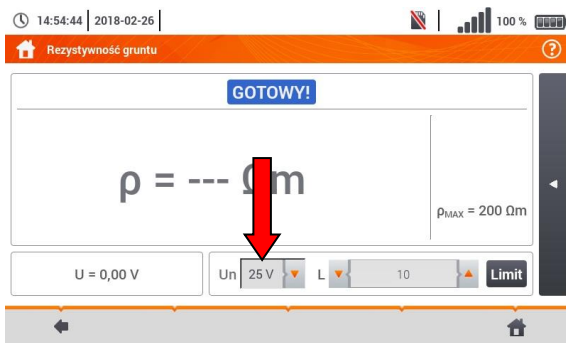 14:54:44 2018-02-26 100 %
Rezystywność gruntu ?
GOTOWY!
ρ = --- Ωm
ρMAX = 200 Ωm
U = 0,00 V Un 25 V L 10 Limit